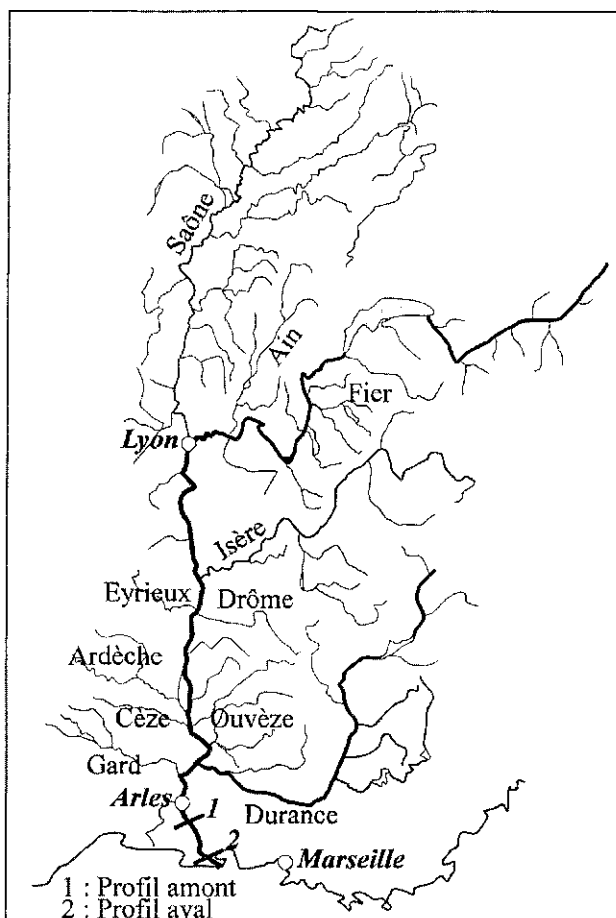 Saône
Ain
Fier
Lyon
Isère
Eyrieux
Drôme
Ardèche
Cèze
Ouvèze
Gard
Arles
1
Durance
2
Marseille
1 : Profil amont
2 : Profil aval